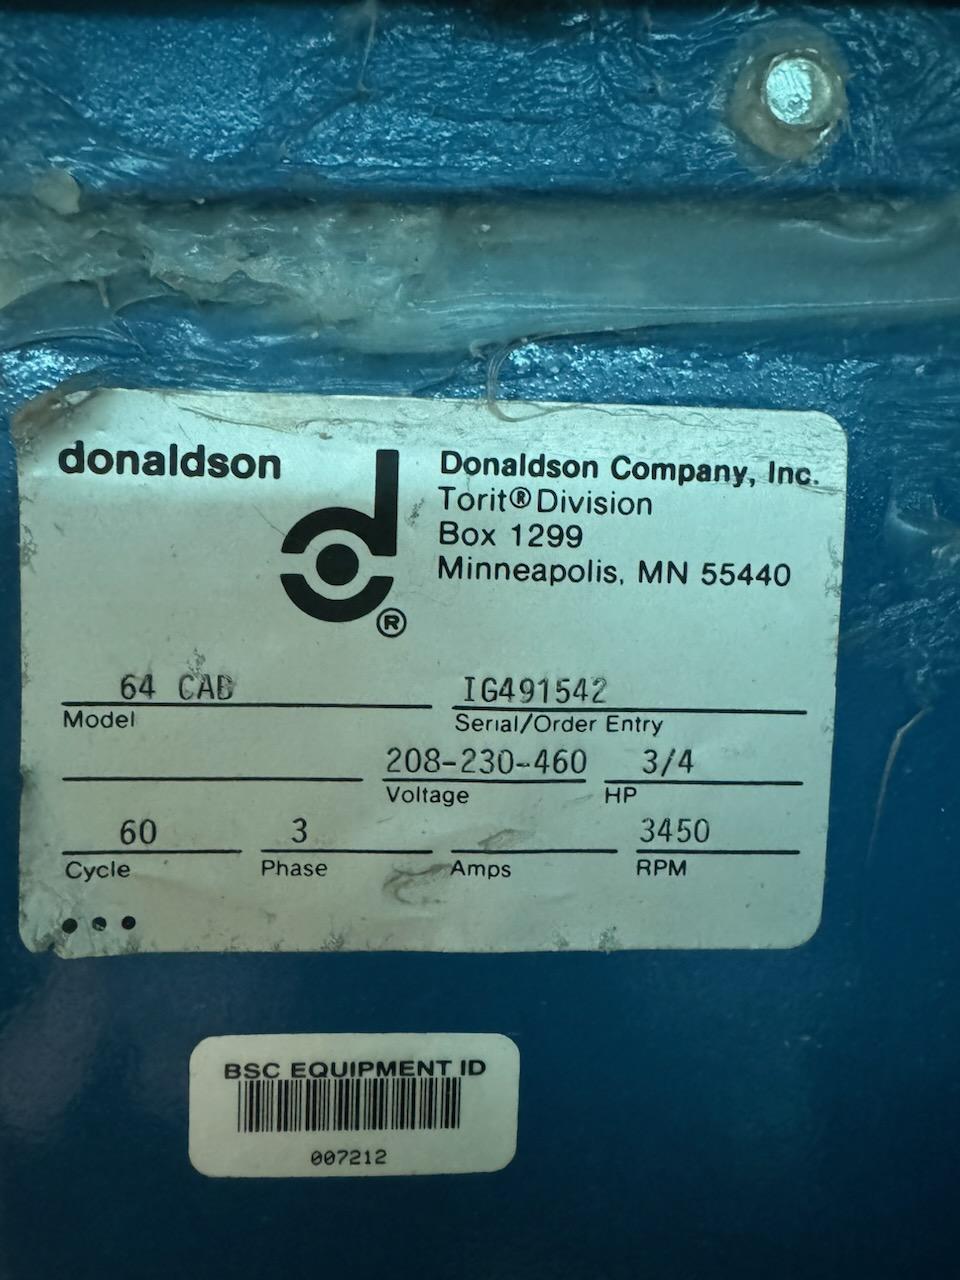 donaldson
d®
Donaldson Company, Inc.
Torit® Division
Box 1299
Minneapolis, MN 55440
64 CAB IG491542
Model Serial/Order Entry
208-230-460 3/4
Voltage HP
60 3 3450
Cycle Phase Amps RPM
BSC EQUIPMENT ID
007212